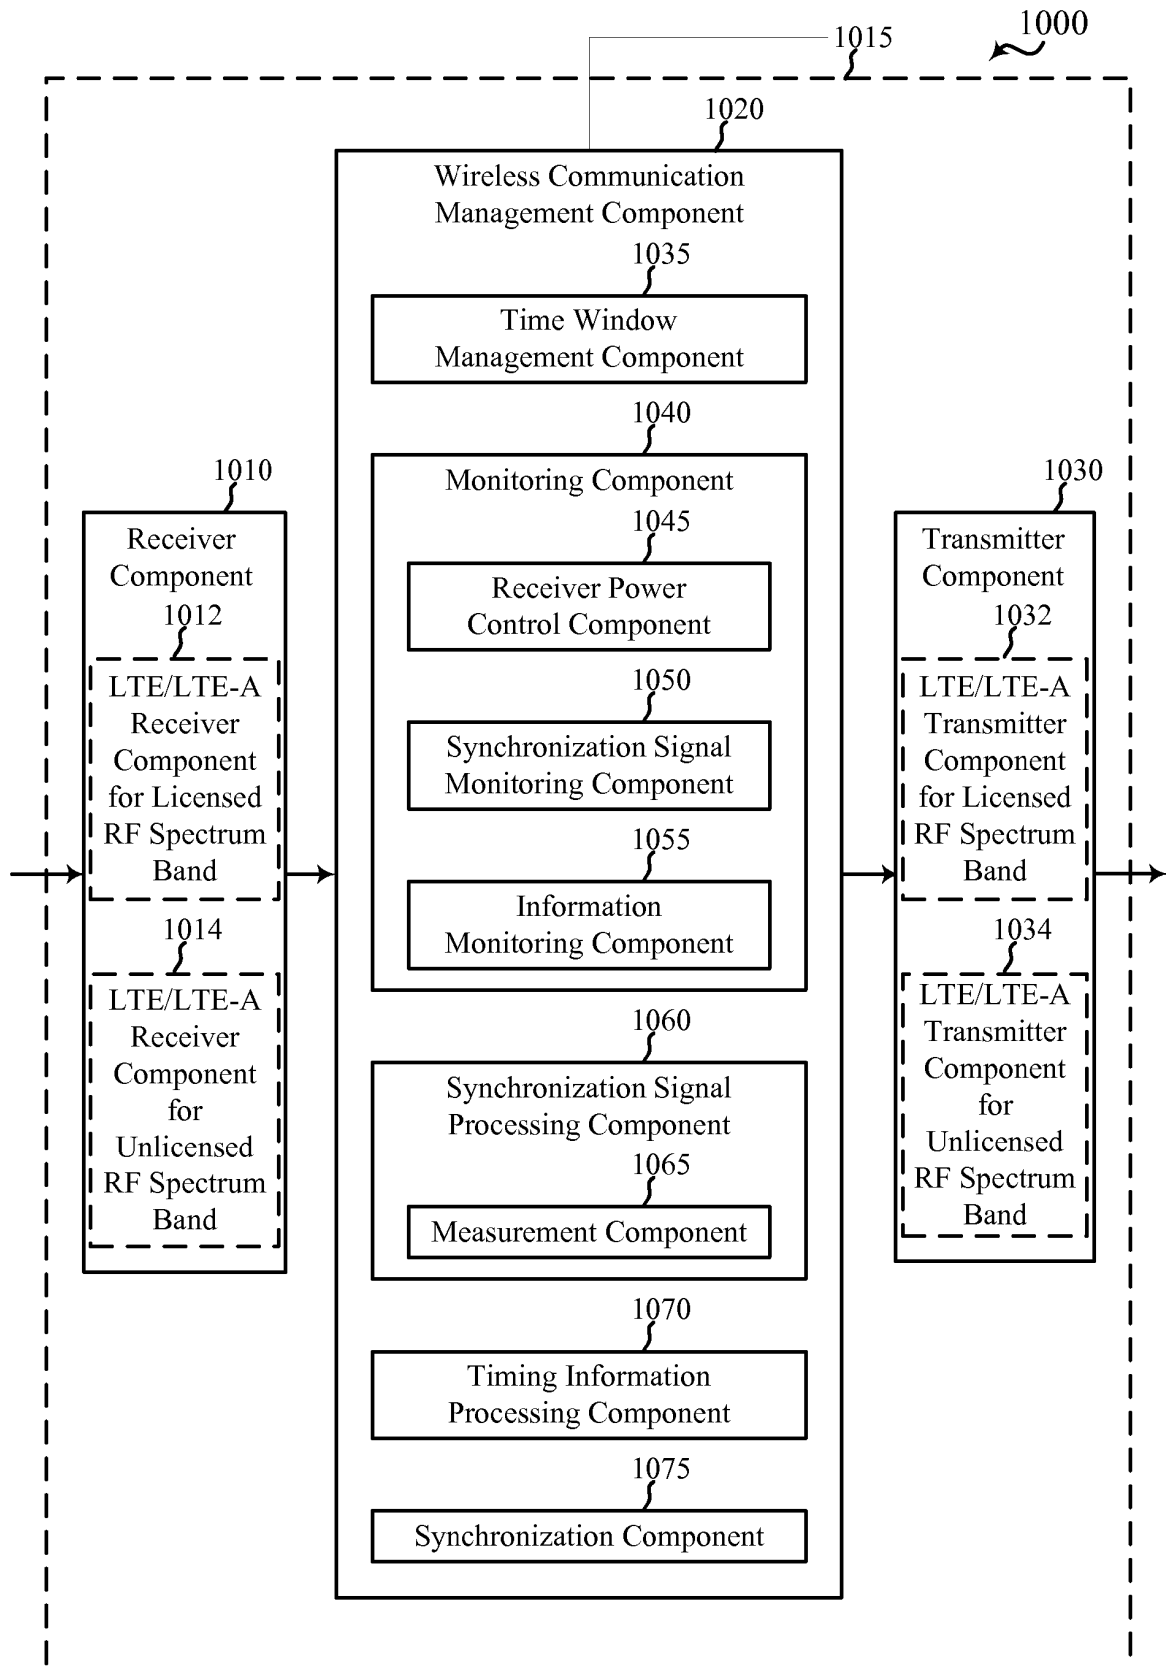 1000
1015
1020
Wireless Communication
Management Component
1035
Time Window
Management Component
1040
Monitoring Component
1045
Receiver Power
Control Component
1050
Synchronization Signal
Monitoring Component
1055
Information
Monitoring Component
1060
Synchronization Signal
Processing Component
1065
Measurement Component
1070
Timing Information
Processing Component
1075
Synchronization Component
1010
Receiver
Component
1012
LTE/LTE-A
Receiver
Component
for Licensed
RF Spectrum
Band
1014
LTE/LTE-A
Receiver
Component
for
Unlicensed
RF Spectrum
Band
1030
Transmitter
Component
1032
LTE/LTE-A
Transmitter
Component
for Licensed
RF Spectrum
Band
1034
LTE/LTE-A
Transmitter
Component
for
Unlicensed
RF Spectrum
Band